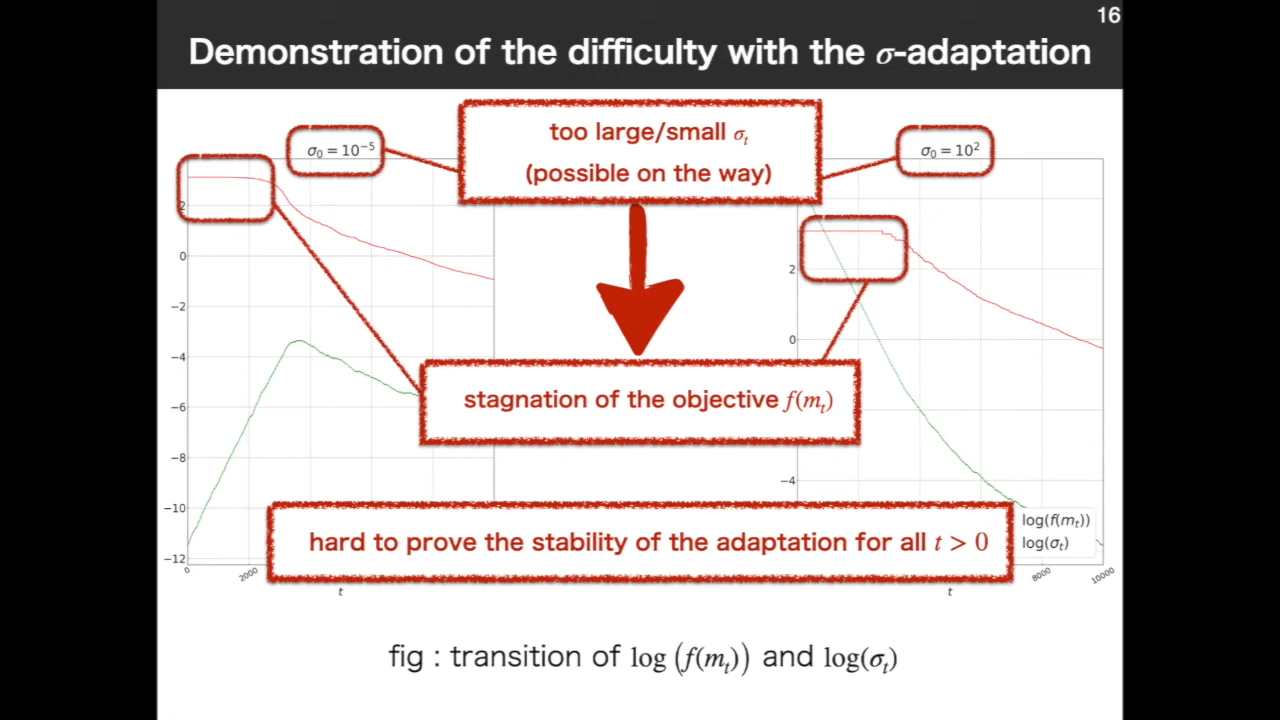 16
Demonstration of the difficulty with the σ-adaptation
too large/small σₜ
(possible on the way)
σ₀ = 10⁻⁵
σ₀ = 10²
2
0
−2
−4
−6
−8
−10
−12
0
2000
t
2
0
−4
8000
10000
t
stagnation of the objective f(mₜ)
hard to prove the stability of the adaptation for all t > 0
log(f(mₜ))
log(σₜ)
fig : transition of log (f(mₜ)) and log(σₜ)